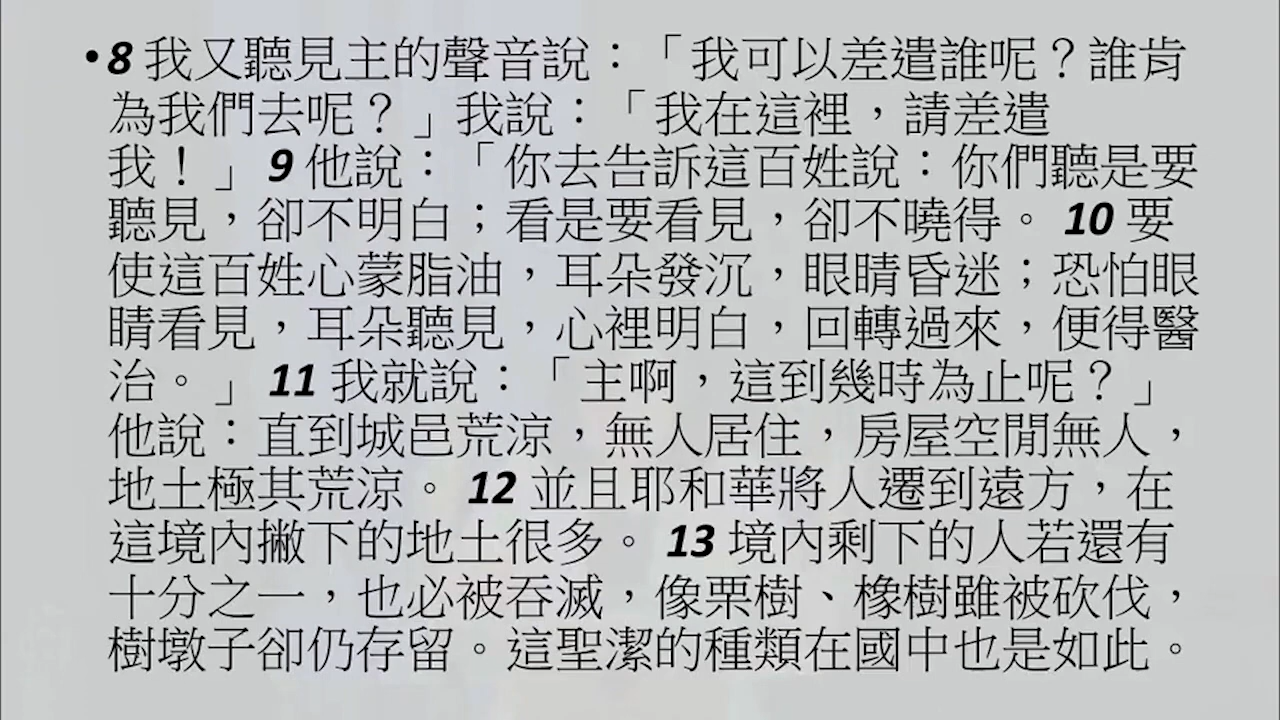 •8 我又聽見主的聲音說：「我可以差遣誰呢？誰肯
為我們去呢？」我說：「我在這裡，請差遣
我！」 9 他說：「你去告訴這百姓說：你們聽是要
聽見，卻不明白；看是要看見，卻不曉得。 10 要
使這百姓心蒙脂油，耳朵發沉，眼睛昏迷；恐怕眼
睛看見，耳朵聽見，心裡明白，回轉過來，便得醫
治。」 11 我就說：「主啊，這到幾時為止呢？」
他說：直到城邑荒涼，無人居住，房屋空閒無人，
地土極其荒涼。 12 並且耶和華將人遷到遠方，在
這境內撇下的地土很多。 13 境內剩下的人若還有
十分之一，也必被吞滅，像栗樹、橡樹雖被砍伐，
樹墩子卻仍存留。這聖潔的種類在國中也是如此。